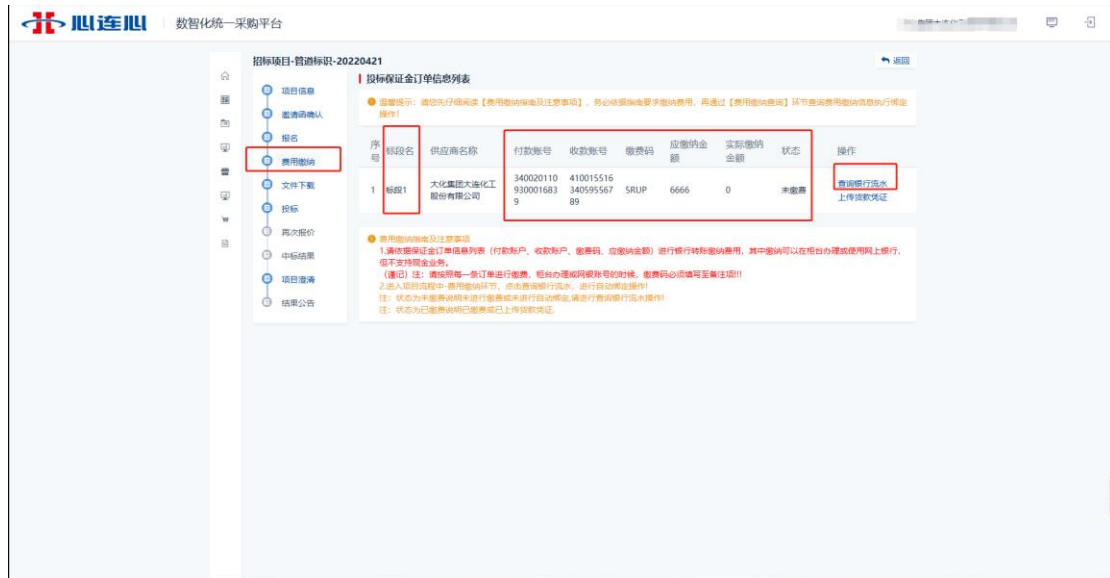 心连心 数智化统一采购平台
招标项目-管道标识-20220421
返回
项目信息
邀请函确认
报名
费用缴纳
文件下载
投标
再次报价
中标结果
项目澄清
结果公告
投标保证金订单信息列表
温馨提示：请您先仔细阅读【费用缴纳指南及注意事项】，务必依据指南要求缴纳费用，再通过【费用缴纳查询】环节查询费用缴纳信息执行绑定
操作！
序号 标段名 供应商名称 付款账号 收款账号 缴费码 应缴纳金额 实际缴纳金额 状态 操作
1 标段1 大化集团大连化工股份有限公司 3400201109300016839 41001551634059556789 5RUP 6666 0 未缴费 查询银行流水
上传货款凭证
费用缴纳指南及注意事项
1.请依据保证金订单信息列表（付款账户、收款账户、缴费码、应缴纳金额）进行银行转账缴纳费用，其中缴纳可以在柜台办理或使用网上银行，
但不支持现金业务。
（谨记）注：请按照每一条订单进行缴费，柜台办理或网银账号的时候，缴费码必须填写至备注项!!!
2.进入项目流程中-费用缴纳环节，点击查询银行流水，进行自动绑定操作!
注：状态为未缴费说明未进行缴费或未进行自动绑定,请进行查询银行流水操作!
注：状态为已缴费说明已缴费或已上传货款凭证.